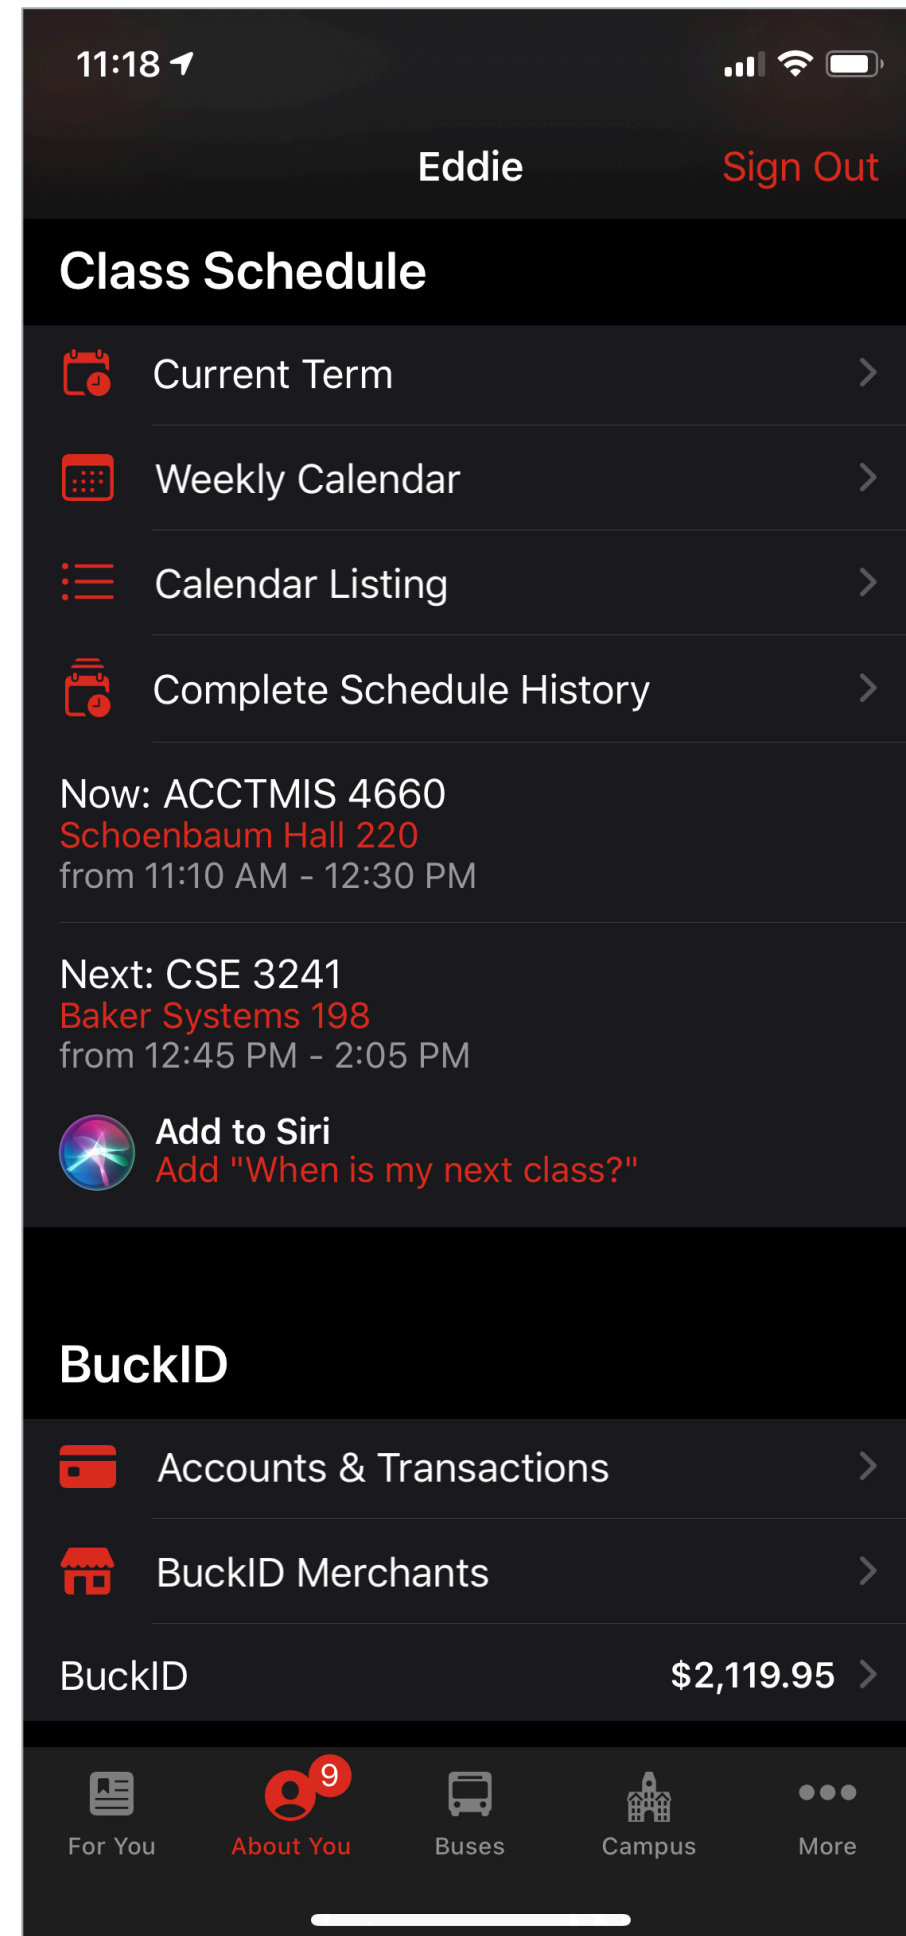 11:18
Eddie
Sign Out
Class Schedule
Current Term
Weekly Calendar
Calendar Listing
Complete Schedule History
Now: ACCTMIS 4660
Schoenbaum Hall 220
from 11:10 AM - 12:30 PM
Next: CSE 3241
Baker Systems 198
from 12:45 PM - 2:05 PM
Add to Siri
Add "When is my next class?"
BuckID
Accounts & Transactions
BuckID Merchants
BuckID $2,119.95
9
For You About You Buses Campus More